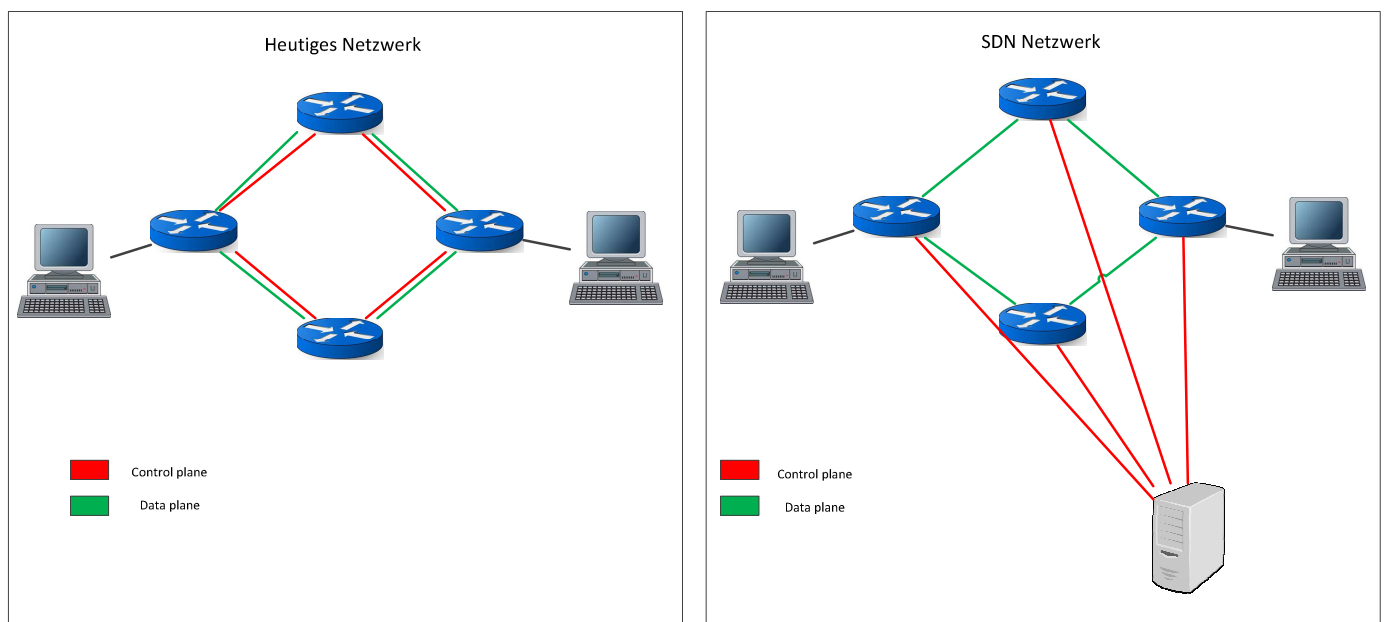 Heutiges Netzwerk
Control plane
Data plane
SDN Netzwerk
Control plane
Data plane